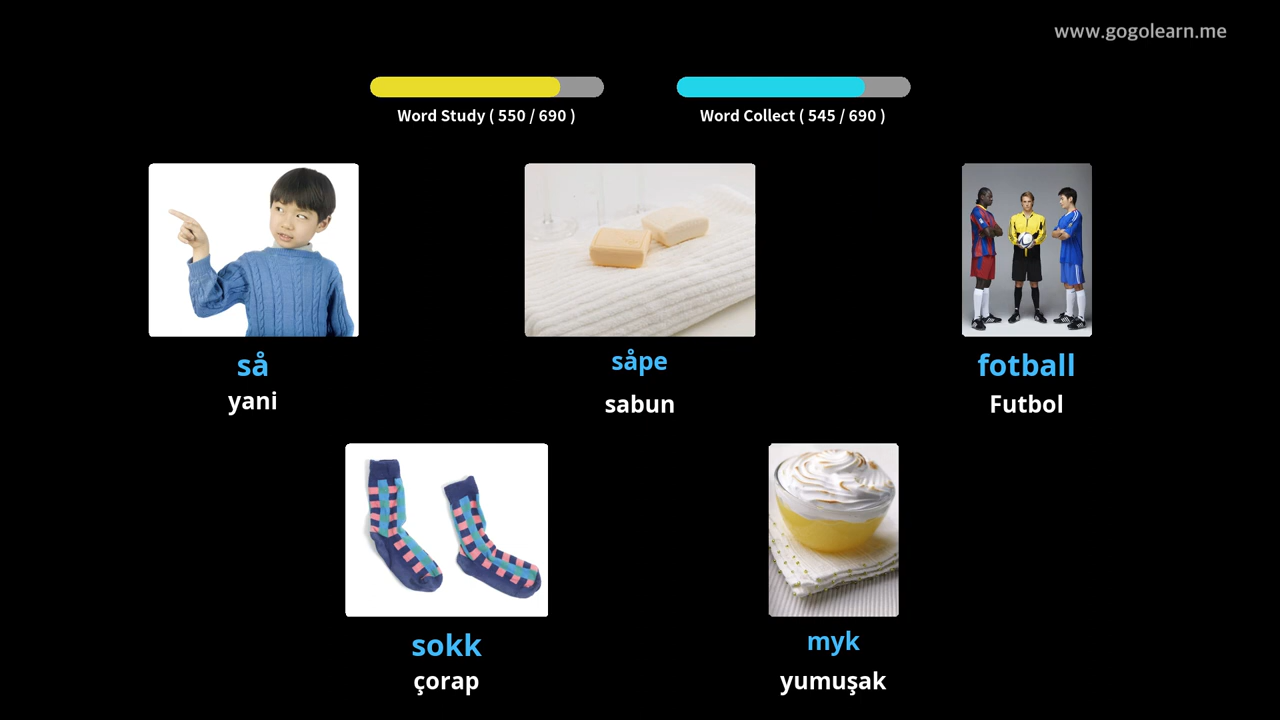 www.gogolearn.me
Word Study ( 550 / 690 )
Word Collect ( 545 / 690 )
så
yani
såpe
sabun
fotball
Futbol
sokk
çorap
myk
yumuşak